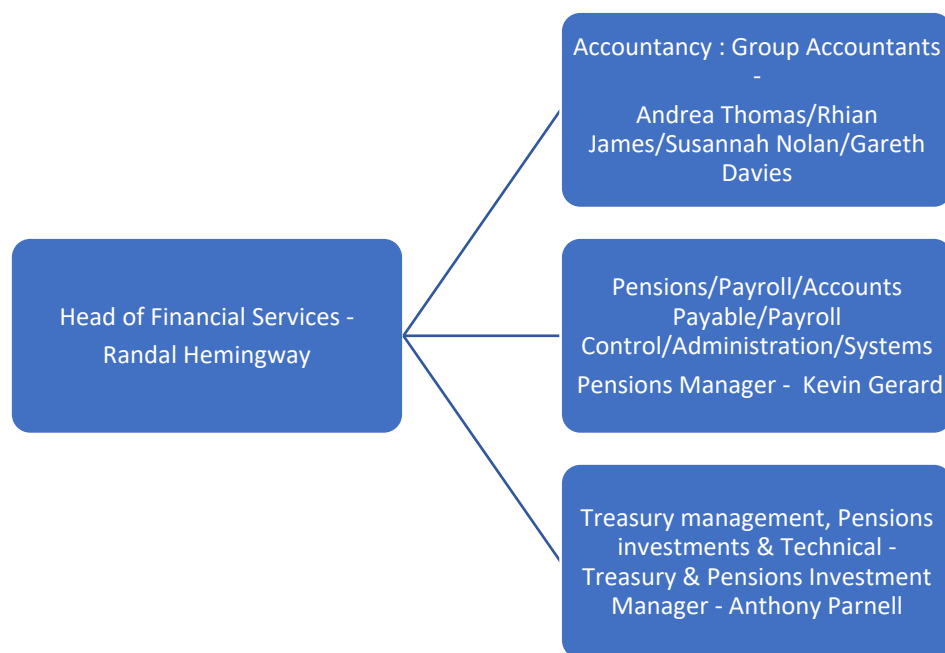 Accountancy : Group Accountants
-
Andrea Thomas/Rhian
James/Susannah Nolan/Gareth
Davies
Head of Financial Services -
Randal Hemingway
Pensions/Payroll/Accounts
Payable/Payroll
Control/Administration/Systems
Pensions Manager - Kevin Gerard
Treasury management, Pensions
investments & Technical -
Treasury & Pensions Investment
Manager - Anthony Parnell